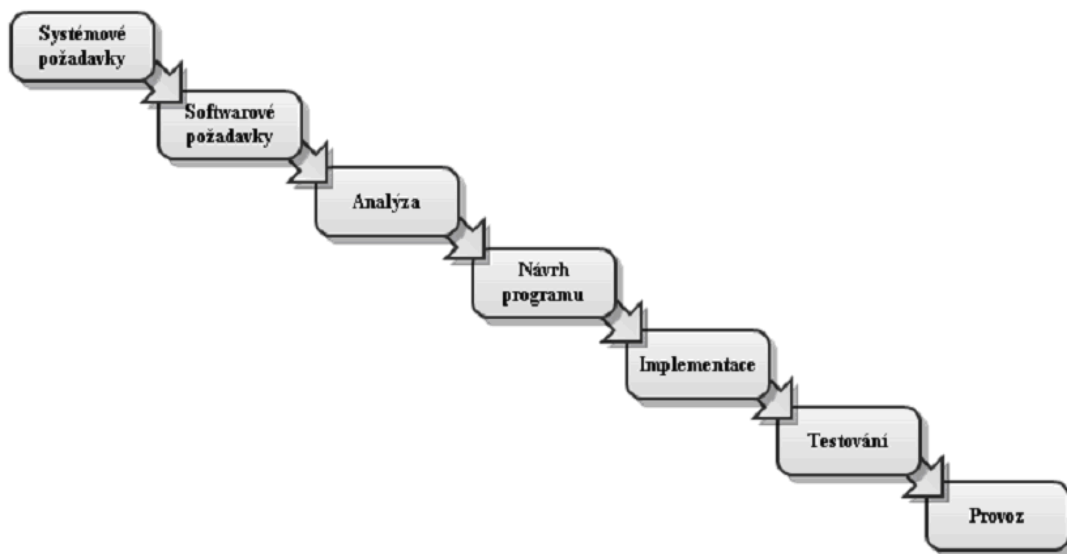 Systémové
požadavky
Softwarové
požadavky
Analýza
Návrh
programu
Implementace
Testování
Provoz